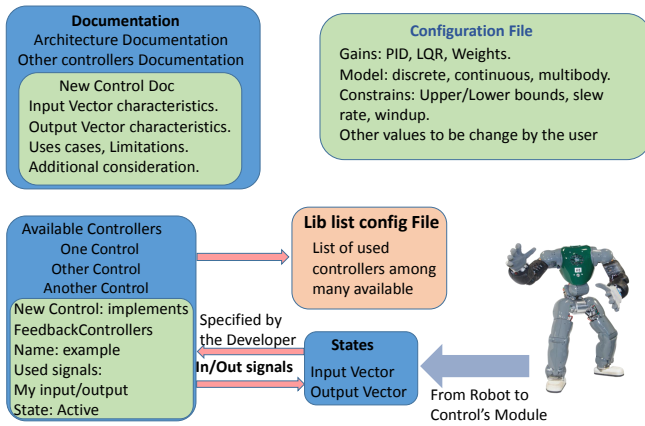 Documentation
Architecture Documentation
Other controllers Documentation
New Control Doc
Input Vector characteristics.
Output Vector characteristics.
Uses cases, Limitations.
Additional consideration.
Configuration File
Gains: PID, LQR, Weights.
Model: discrete, continuous, multibody.
Constrains: Upper/Lower bounds, slew
rate, windup.
Other values to be change by the user
Available Controllers
One Control
Other Control
Another Control
New Control: implements
FeedbackControllers
Name: example
Used signals:
My input/output
State: Active
Lib list config File
List of used
controllers among
many available
Specified by
the Developer
In/Out signals
States
Input Vector
Output Vector
From Robot to
Control's Module